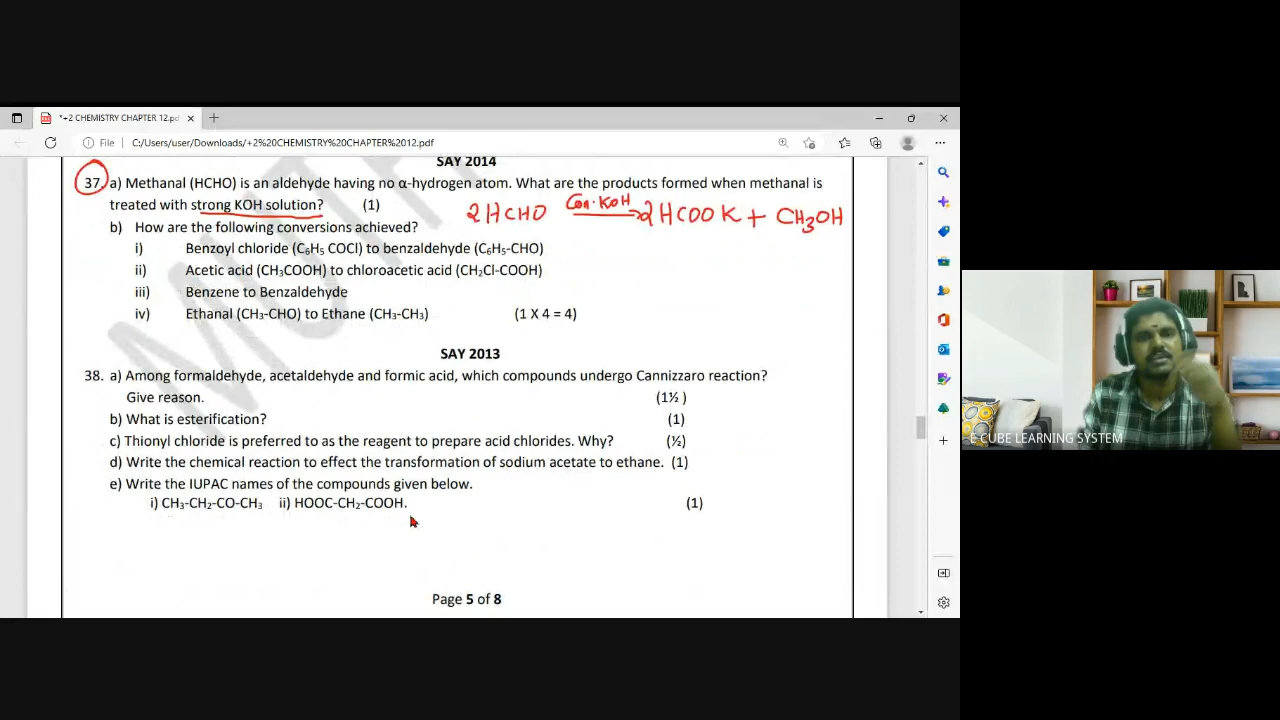 *+2 CHEMISTRY CHAPTER 12.pd
File C:/Users/user/Downloads/+2%20CHEMISTRY%20CHAPTER%2012.pdf
SAY 2014
37. a) Methanal (HCHO) is an aldehyde having no α-hydrogen atom. What are the products formed when methanal is
treated with strong KOH solution? (1)
2HCHO Con·KOH 2HCOOK + CH₃OH
b) How are the following conversions achieved?
i) Benzoyl chloride (C₆H₅ COCl) to benzaldehyde (C₆H₅-CHO)
ii) Acetic acid (CH₃COOH) to chloroacetic acid (CH₂Cl-COOH)
iii) Benzene to Benzaldehyde
iv) Ethanal (CH₃-CHO) to Ethane (CH₃-CH₃) (1 X 4 = 4)
SAY 2013
38. a) Among formaldehyde, acetaldehyde and formic acid, which compounds undergo Cannizzaro reaction?
Give reason. (1½ )
b) What is esterification? (1)
c) Thionyl chloride is preferred to as the reagent to prepare acid chlorides. Why? (½)
d) Write the chemical reaction to effect the transformation of sodium acetate to ethane. (1)
e) Write the IUPAC names of the compounds given below.
i) CH₃-CH₂-CO-CH₃ ii) HOOC-CH₂-COOH. (1)
Page 5 of 8
E CUBE LEARNING SYSTEM